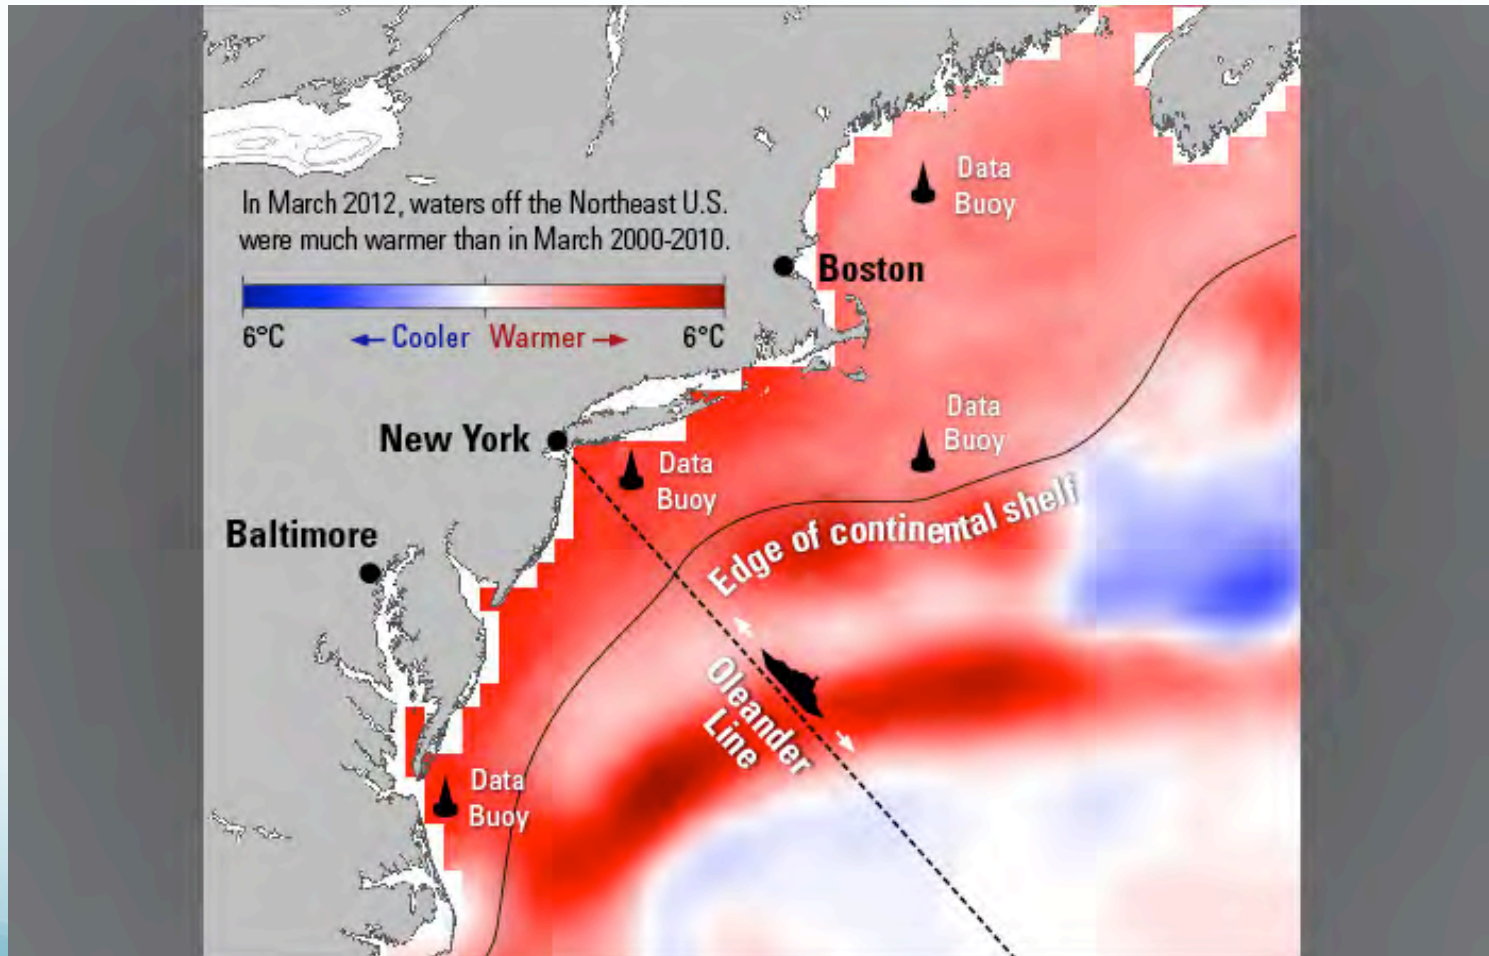 In March 2012, waters off the Northeast U.S.
were much warmer than in March 2000-2010.
6°C
Cooler
Warmer
6°C
Data
Buoy
Boston
New York
Data
Buoy
Data
Buoy
Baltimore
Edge of continental shelf
Oleander
Line
Data
Buoy